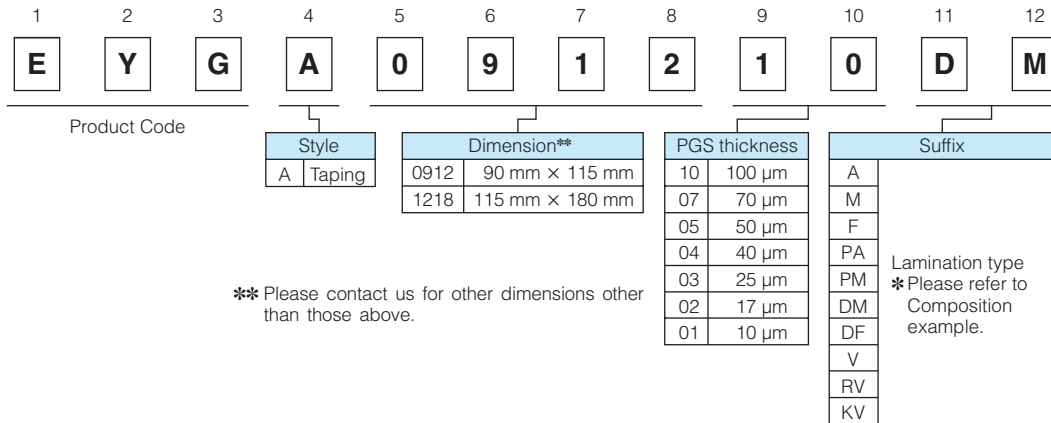 1 2 3 4 5 6 7 8 9 10 11 12
E Y G A 0 9 1 2 1 0 D M
Product Code
Style
A Taping
Dimension**
0912 90 mm × 115 mm
1218 115 mm × 180 mm
PGS thickness
10 100 µm
07 70 µm
05 50 µm
04 40 µm
03 25 µm
02 17 µm
01 10 µm
Suffix
A
M
F
PA
PM
DM
DF
V
RV
KV
Lamination type
*Please refer to
Composition
example.
** Please contact us for other dimensions other
than those above.